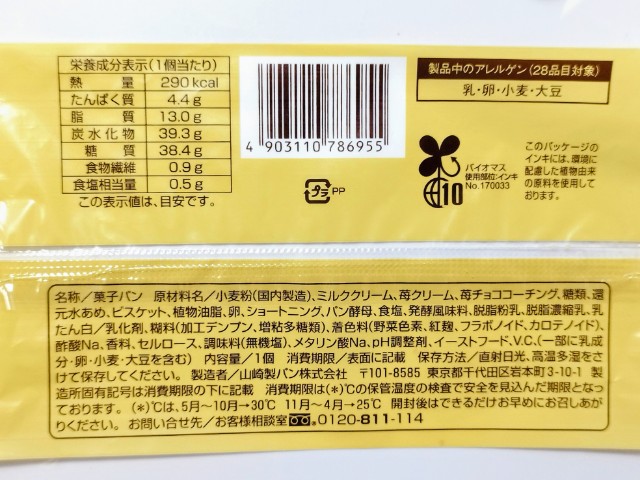 栄養成分表示(1個当たり)
熱量 290kcal
たんぱく質 4.4g
脂質 13.0g
炭水化物 39.3g
糖質 38.4g
食物繊維 0.9g
食塩相当量 0.5g
この表示値は、目安です。
4 903110 786955
プラ PP
製品中のアレルゲン(28品目対象)
乳・卵・小麦・大豆
10
バイオマス
使用部位:インキ
No.170033
このパッケージの
インキには、環境に
配慮した植物由来
の原料を使用して
おります。
名称/菓子パン 原材料名/小麦粉(国内製造)、ミルククリーム、苺クリーム、苺チョココーチング、糖類、還
元水あめ、ビスケット、植物油脂、卵、ショートニング、パン酵母、食塩、発酵風味料、脱脂粉乳、脱脂濃縮乳、乳
たん白/乳化剤、糊料(加工デンプン、増粘多糖類)、着色料(野菜色素、紅麹、フラボノイド、カロテノイド)、
酢酸Na、香料、セルロース、調味料(無機塩)、メタリン酸Na、pH調整剤、イーストフード、V.C、(一部に乳成
分・卵・小麦・大豆を含む) 内容量/1個 消費期限/表面に記載 保存方法/直射日光、高温多湿をさ
けて保存してください。 製造者/山崎製パン株式会社 〒101-8585 東京都千代田区岩本町3-10-1 製
造所固有記号は消費期限の下に記載 消費期限は(*)℃の保管温度の検査で安全を見込んだ期限となっ
ております。(*)℃は、5月〜10月→30℃ 11月〜4月→25℃ 開封後はできるだけお早めにお召しあが
りください。 お問い合せ先/お客様相談室 0120-811-114